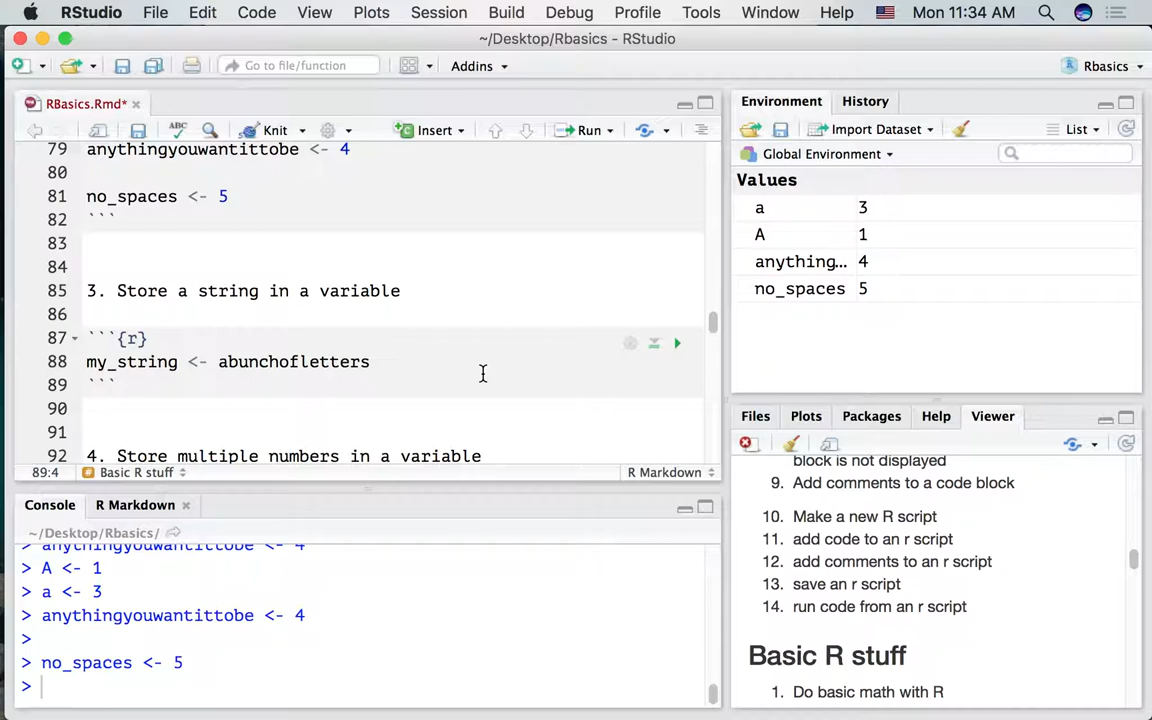 RStudio File Edit Code View Plots Session Build Debug Profile Tools Window Help Mon 11:34 AM
~/Desktop/Rbasics - RStudio
Go to file/function Addins Rbasics
RBasics.Rmd*
ABC Knit Insert Run
79 anythingyouwantittobe <- 4
80
81 no_spaces <- 5
82 ```
83
84
85 3. Store a string in a variable
86
87 ```{r}
88 my_string <- abunchofletters
89 ```
90
91
92 4. Store multiple numbers in a variable
89:4 Basic R stuff R Markdown
Console R Markdown
~/Desktop/Rbasics/
> anythingyouwantittobe <- 4
> A <- 1
> a <- 3
> anythingyouwantittobe <- 4
>
> no_spaces <- 5
>
Environment History
Import Dataset List
Global Environment
Values
a 3
A 1
anything... 4
no_spaces 5
Files Plots Packages Help Viewer
block is not displayed
9. Add comments to a code block
10. Make a new R script
11. add code to an r script
12. add comments to an r script
13. save an r script
14. run code from an r script
Basic R stuff
1. Do basic math with R